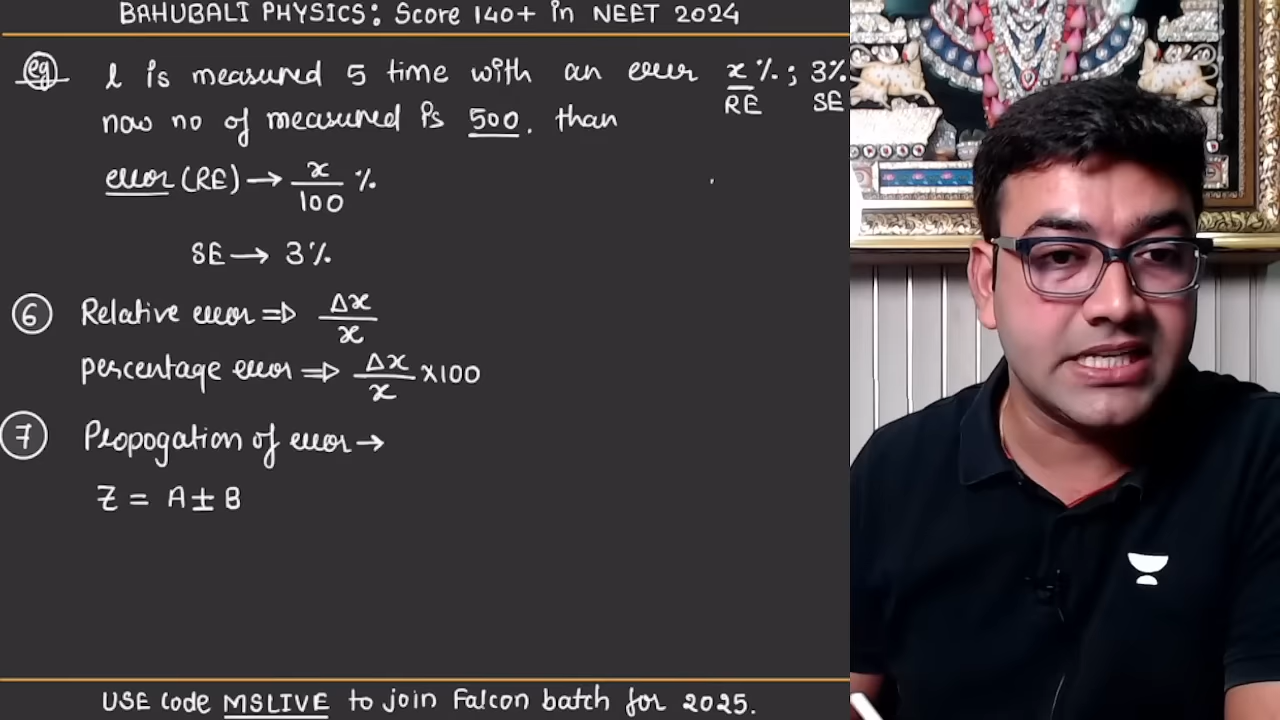 BAHUBALI PHYSICS: Score 140+ in NEET 2024
eg l is measured 5 time with an error x %. ; 3%.
RE SE
now no of measured is 500. than
error (RE) → x/100 %
SE → 3%
6 Relative error ⇒ Δx/x
percentage error ⇒ Δx/x ×100
7 Propogation of error →
Z = A ± B
USE Code MSLIVE to join Falcon batch for 2025.